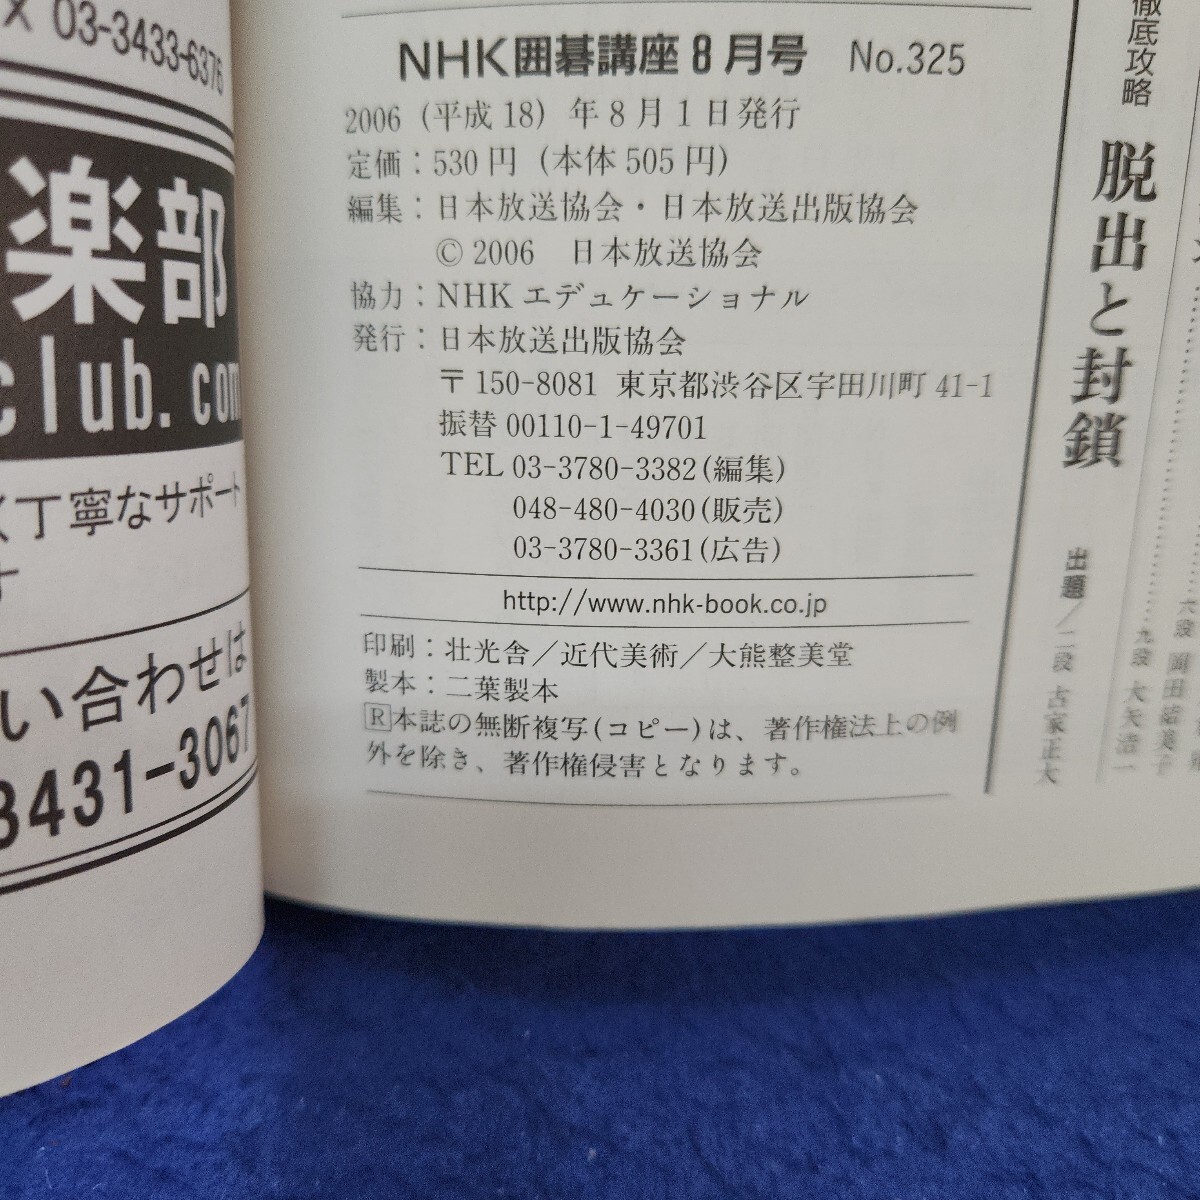 X 03-3433-6376
楽部
club.com
丁寧なサポート
い合わせは
3431-3067
NHK囲碁講座8月号 No.325
2006(平成18)年8月1日発行
定価：530円(本体505円)
編集：日本放送協会・日本放送出版協会
©2006 日本放送協会
協力：NHKエデュケーショナル
発行：日本放送出版協会
〒150-8081 東京都渋谷区宇田川町41-1
振替00110-1-49701
TEL 03-3780-3382(編集)
048-480-4030(販売)
03-3780-3361(広告)
http://www.nhk-book.co.jp
印刷：壮光舎／近代美術／大熊整美堂
製本：二葉製本
Ⓡ本誌の無断複写(コピー)は、著作権法上の例
外を除き、著作権侵害となります。
徹底攻略 脱出と封鎖 出題／二段 古家正大
九段 大矢浩一
六段 岡田結美子